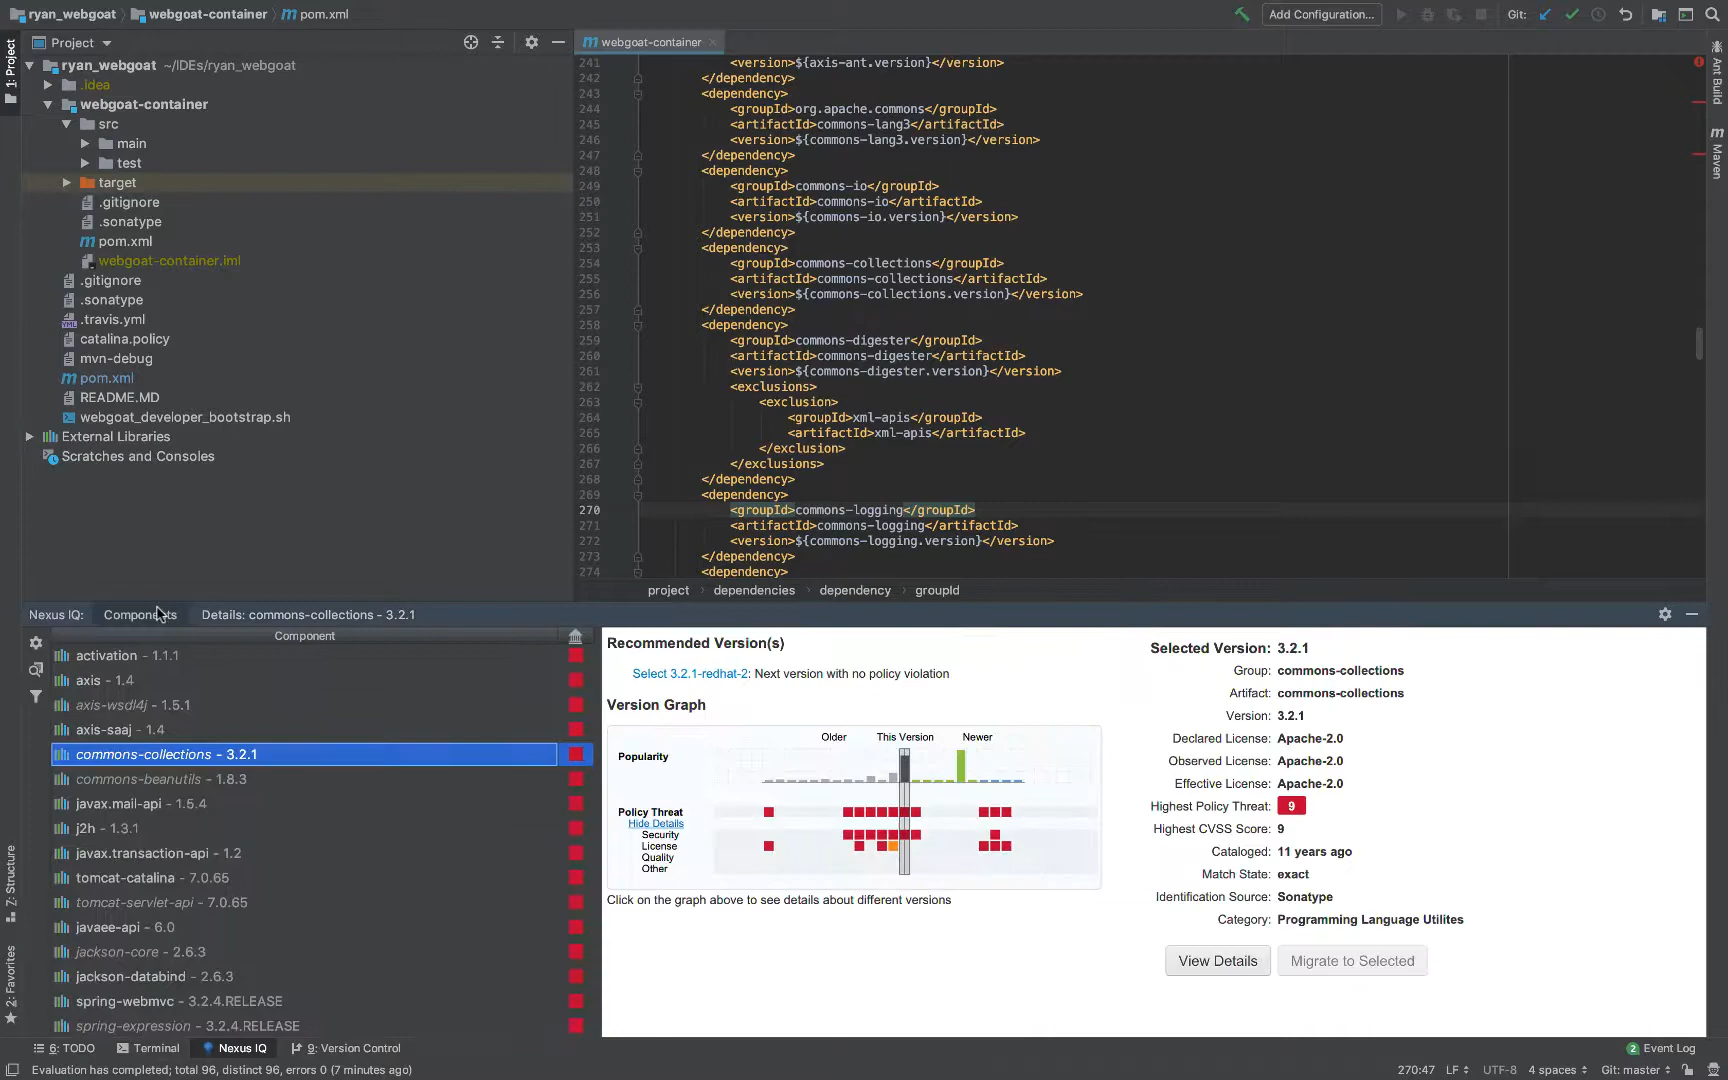 ryan_webgoat
webgoat-container
pom.xml
Add Configuration...
Git:
1: Project
Project
ryan_webgoat ~/IDEs/ryan_webgoat
.idea
webgoat-container
src
main
test
target
.gitignore
.sonatype
pom.xml
webgoat-container.iml
.gitignore
.sonatype
.travis.yml
catalina.policy
mvn-debug
pom.xml
README.MD
webgoat_developer_bootstrap.sh
External Libraries
Scratches and Consoles
webgoat-container
241 <version>${axis-ant.version}</version>
242 </dependency>
243 <dependency>
244 <groupId>org.apache.commons</groupId>
245 <artifactId>commons-lang3</artifactId>
246 <version>${commons-lang3.version}</version>
247 </dependency>
248 <dependency>
249 <groupId>commons-io</groupId>
250 <artifactId>commons-io</artifactId>
251 <version>${commons-io.version}</version>
252 </dependency>
253 <dependency>
254 <groupId>commons-collections</groupId>
255 <artifactId>commons-collections</artifactId>
256 <version>${commons-collections.version}</version>
257 </dependency>
258 <dependency>
259 <groupId>commons-digester</groupId>
260 <artifactId>commons-digester</artifactId>
261 <version>${commons-digester.version}</version>
262 <exclusions>
263 <exclusion>
264 <groupId>xml-apis</groupId>
265 <artifactId>xml-apis</artifactId>
266 </exclusion>
267 </exclusions>
268 </dependency>
269 <dependency>
270 <groupId>commons-logging</groupId>
271 <artifactId>commons-logging</artifactId>
272 <version>${commons-logging.version}</version>
273 </dependency>
274 <dependency>
project › dependencies › dependency › groupId
Ant Build
Maven
Nexus IQ:
Components
Details: commons-collections - 3.2.1
Component
activation - 1.1.1
axis - 1.4
axis-wsdl4j - 1.5.1
axis-saaj - 1.4
commons-collections - 3.2.1
commons-beanutils - 1.8.3
javax.mail-api - 1.5.4
j2h - 1.3.1
javax.transaction-api - 1.2
tomcat-catalina - 7.0.65
tomcat-servlet-api - 7.0.65
javaee-api - 6.0
jackson-core - 2.6.3
jackson-databind - 2.6.3
spring-webmvc - 3.2.4.RELEASE
spring-expression - 3.2.4.RELEASE
Recommended Version(s)
Select 3.2.1-redhat-2: Next version with no policy violation
Version Graph
Older
This Version
Newer
Popularity
Policy Threat
Hide Details
Security
License
Quality
Other
Click on the graph above to see details about different versions
Selected Version: 3.2.1
Group: commons-collections
Artifact: commons-collections
Version: 3.2.1
Declared License: Apache-2.0
Observed License: Apache-2.0
Effective License: Apache-2.0
Highest Policy Threat: 9
Highest CVSS Score: 9
Cataloged: 11 years ago
Match State: exact
Identification Source: Sonatype
Category: Programming Language Utilites
View Details
Migrate to Selected
Z: Structure
2: Favorites
6: TODO
Terminal
Nexus IQ
9: Version Control
2 Event Log
Evaluation has completed; total 96, distinct 96, errors 0 (7 minutes ago)
270:47
LF
UTF-8
4 spaces
Git: master